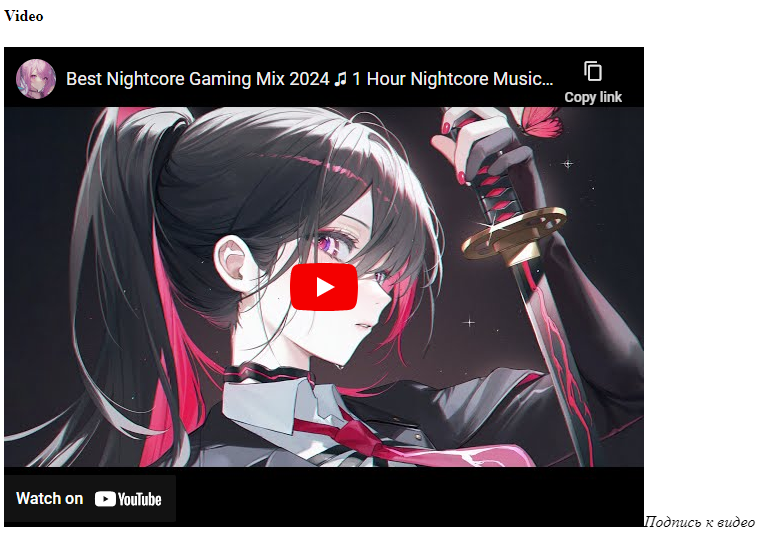 Video
Best Nightcore Gaming Mix 2024 🎵 1 Hour Nightcore Music...
Copy link
Watch on YouTube
Подпись к видео